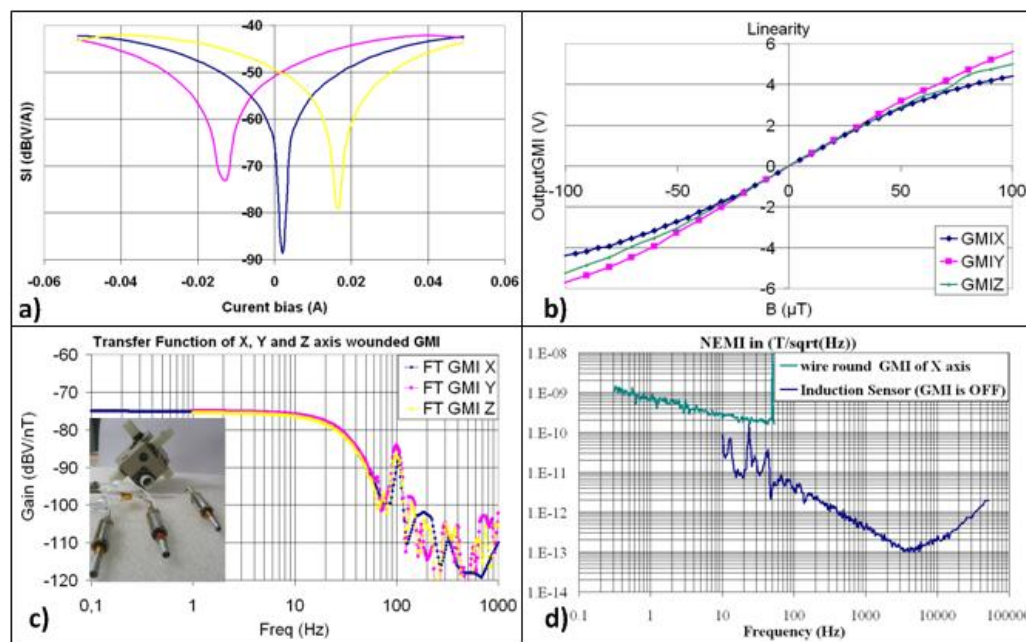 -40
-50
-60
-70
-80
-90
SI (dB(V/A))
-0.06 -0.04 -0.02 0 0.02 0.04 0.06
Curent bias (A)
a)
Linearity
6
4
2
0
-2
-4
-6
OutputGMI (V)
-100 -50 0 50 100
GMIX
GMIY
GMIZ
B (µT)
b)
Transfer Function of X, Y and Z axis wounded GMI
FT GMI X
FT GMI Y
FT GMI Z
-60
-70
-80
-90
-100
-110
-120
Gain (dBV/nT)
0,1 1 10 100 1000
Freq (Hz)
c)
NEMI in (T/sqrt(Hz))
wire round GMI of X axis
Induction Sensor (GMI is OFF)
1 E-08
1 E-09
1 E-10
1 E-11
1 E-12
1 E-13
1 E-14
1 10 100 1000 10000 100000
Frequency (Hz)
d)